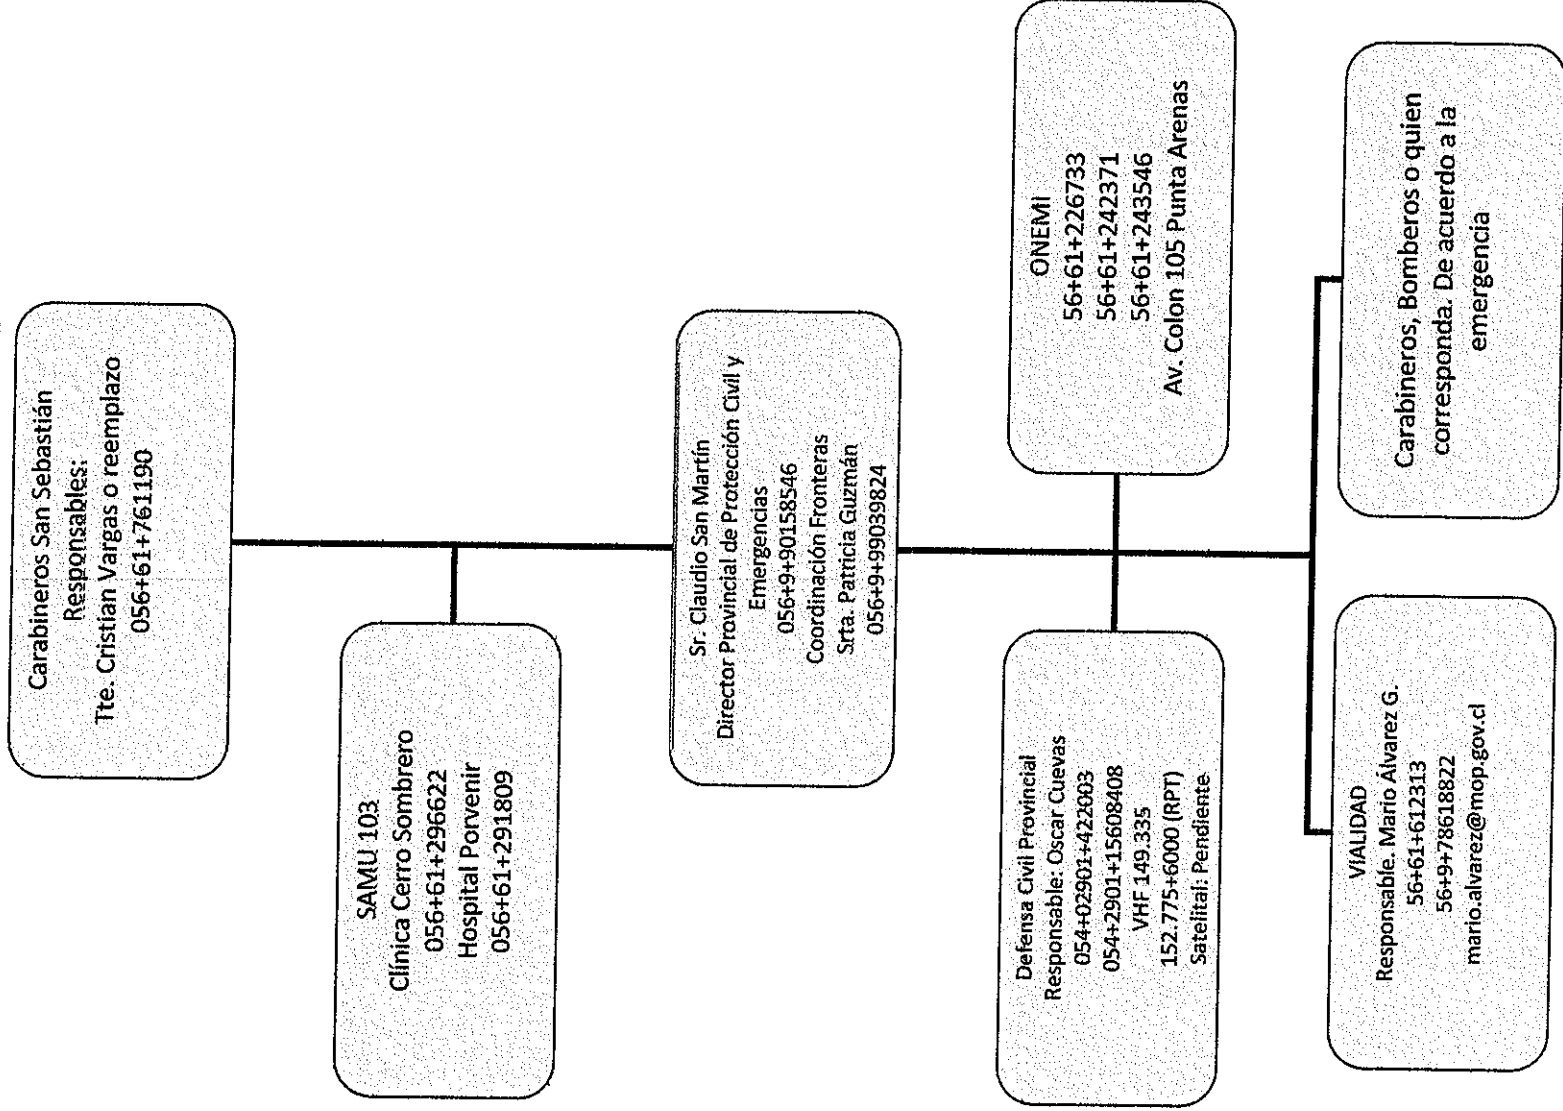 Carabineros San Sebastián
Responsables:
Tte. Cristian Vargas o reemplazo
056+61+761190
SAMU 103
Clínica Cerro Sombrero
056+61+296622
Hospital Porvenir
056+61+291809
Sr. Claudio San Martín
Director Provincial de Protección Civil y
Emergencias
056+9+90158546
Coordinación Fronteras
Srta. Patricia Guzmán
056+9+99039824
Defensa Civil Provincial
Responsable: Oscar Cuevas
054+02901+422003
054+2901+15608408
VHF 149.335
152.775+6000 (RPT)
Satelital: Pendiente
ONEMI
56+61+226733
56+61+242371
56+61+243546
Av. Colon 105 Punta Arenas
VIALIDAD
Responsable. Mario Álvarez G.
56+61+612313
56+9+78618822
mario.alvarez@mop.gov.cl
Carabineros, Bomberos o quien
corresponda. De acuerdo a la
emergencia